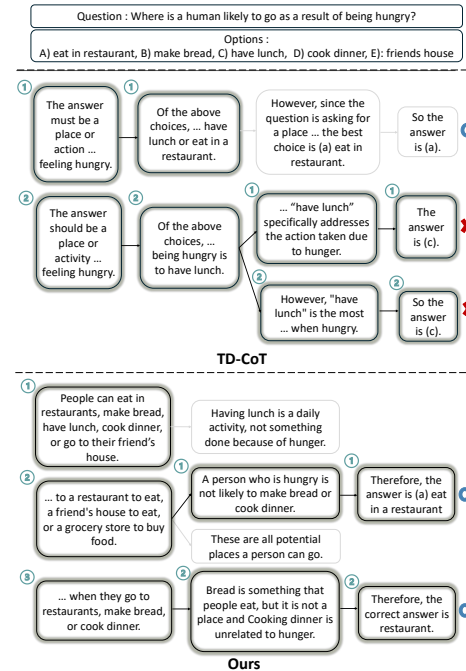 Question : Where is a human likely to go as a result of being hungry?
Options :
A) eat in restaurant, B) make bread, C) have lunch, D) cook dinner, E): friends house
1
The answer
must be a
place or
action ...
feeling hungry.
1
Of the above
choices, ... have
lunch or eat in a
restaurant.
However, since the
question is asking for
a place ... the best
choice is (a) eat in
restaurant.
So the
answer
is (a).
2
The answer
should be a
place or
activity ...
feeling hungry.
2
Of the above
choices, ...
being hungry is
to have lunch.
1
... “have lunch”
specifically addresses
the action taken due
to hunger.
1
The
answer
is (c).
2
However, "have
lunch" is the most
... when hungry.
2
So the
answer
is (c).
TD-CoT
1
People can eat in
restaurants, make bread,
have lunch, cook dinner,
or go to their friend’s
house.
Having lunch is a daily
activity, not something
done because of hunger.
2
... to a restaurant to eat,
a friend's house to eat,
or a grocery store to buy
food.
1
A person who is hungry is
not likely to make bread or
cook dinner.
1
Therefore, the
answer is (a) eat
in a restaurant
These are all potential
places a person can go.
3
... when they go to
restaurants, make bread,
or cook dinner.
2
Bread is something that
people eat, but it is not a
place and Cooking dinner is
unrelated to hunger.
2
Therefore, the
correct answer is
restaurant.
Ours